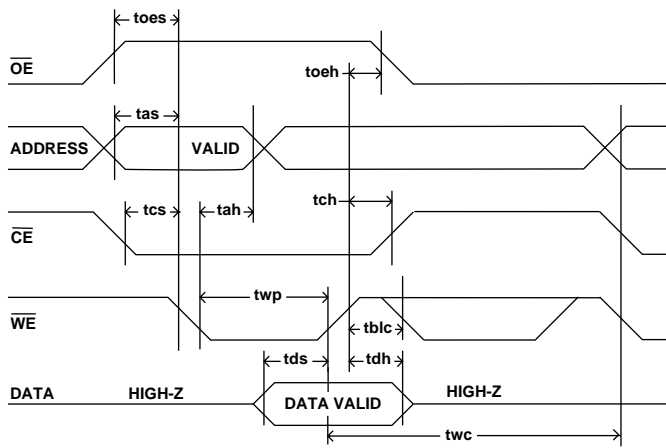 toes
OE
toeh
tas
ADDRESS VALID
tch
tcs tah
CE
twp
WE
tblc
tds tdh
DATA HIGH-Z DATA VALID HIGH-Z
twc